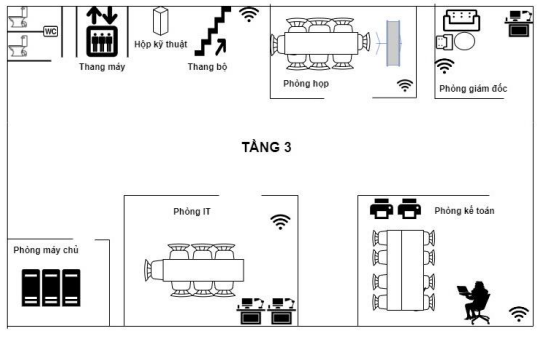 WC
Thang máy
Hộp kỹ thuật
Thang bộ
Phòng họp
Phòng giám đốc
TẦNG 3
Phòng IT
Phòng kế toán
Phòng máy chủ